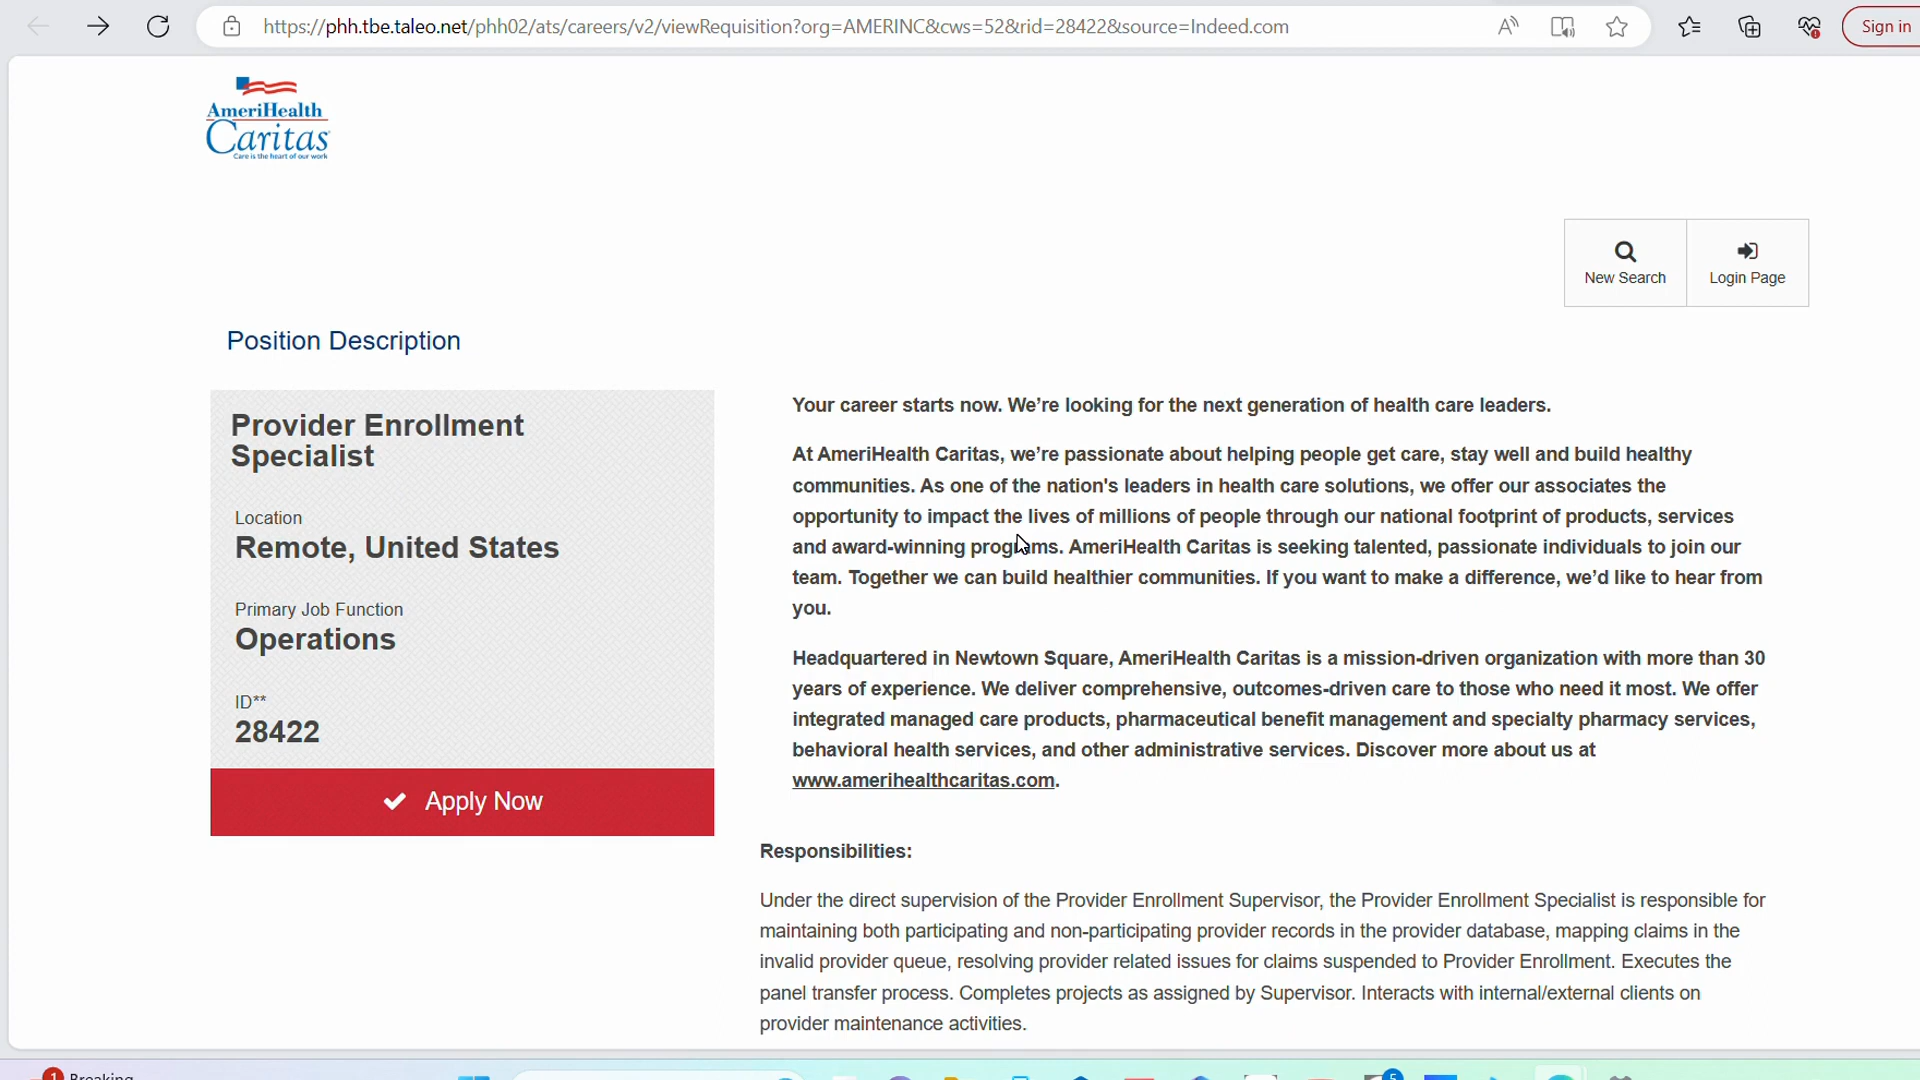 https://phh.tbe.taleo.net/phh02/ats/careers/v2/viewRequisition?org=AMERINC&cws=52&rid=28422&source=Indeed.com
Sign in
AmeriHealth
Caritas
Care is the heart of our work
New Search
Login Page
Position Description
Provider Enrollment
Specialist
Location
Remote, United States
Primary Job Function
Operations
ID**
28422
Apply Now
Your career starts now. We’re looking for the next generation of health care leaders.
At AmeriHealth Caritas, we’re passionate about helping people get care, stay well and build healthy
communities. As one of the nation's leaders in health care solutions, we offer our associates the
opportunity to impact the lives of millions of people through our national footprint of products, services
and award-winning programs. AmeriHealth Caritas is seeking talented, passionate individuals to join our
team. Together we can build healthier communities. If you want to make a difference, we’d like to hear from
you.
Headquartered in Newtown Square, AmeriHealth Caritas is a mission-driven organization with more than 30
years of experience. We deliver comprehensive, outcomes-driven care to those who need it most. We offer
integrated managed care products, pharmaceutical benefit management and specialty pharmacy services,
behavioral health services, and other administrative services. Discover more about us at
www.amerihealthcaritas.com.
Responsibilities:
Under the direct supervision of the Provider Enrollment Supervisor, the Provider Enrollment Specialist is responsible for
maintaining both participating and non-participating provider records in the provider database, mapping claims in the
invalid provider queue, resolving provider related issues for claims suspended to Provider Enrollment. Executes the
panel transfer process. Completes projects as assigned by Supervisor. Interacts with internal/external clients on
provider maintenance activities.
1
Breaking
5